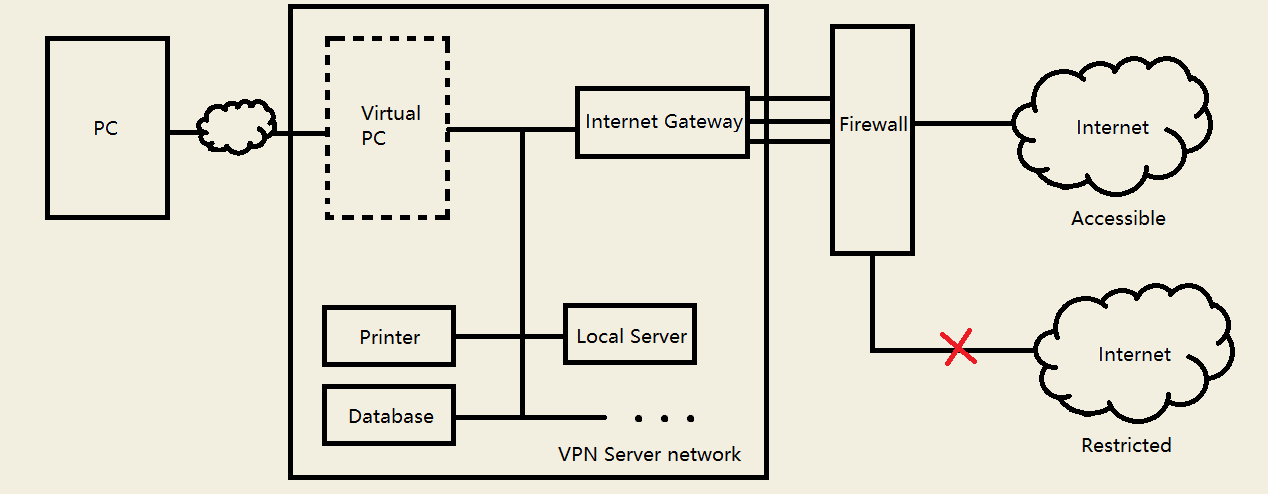 PC
Virtual
PC
Internet Gateway
Firewall
Internet
Accessible
Printer
Local Server
Database
VPN Server network
Internet
Restricted